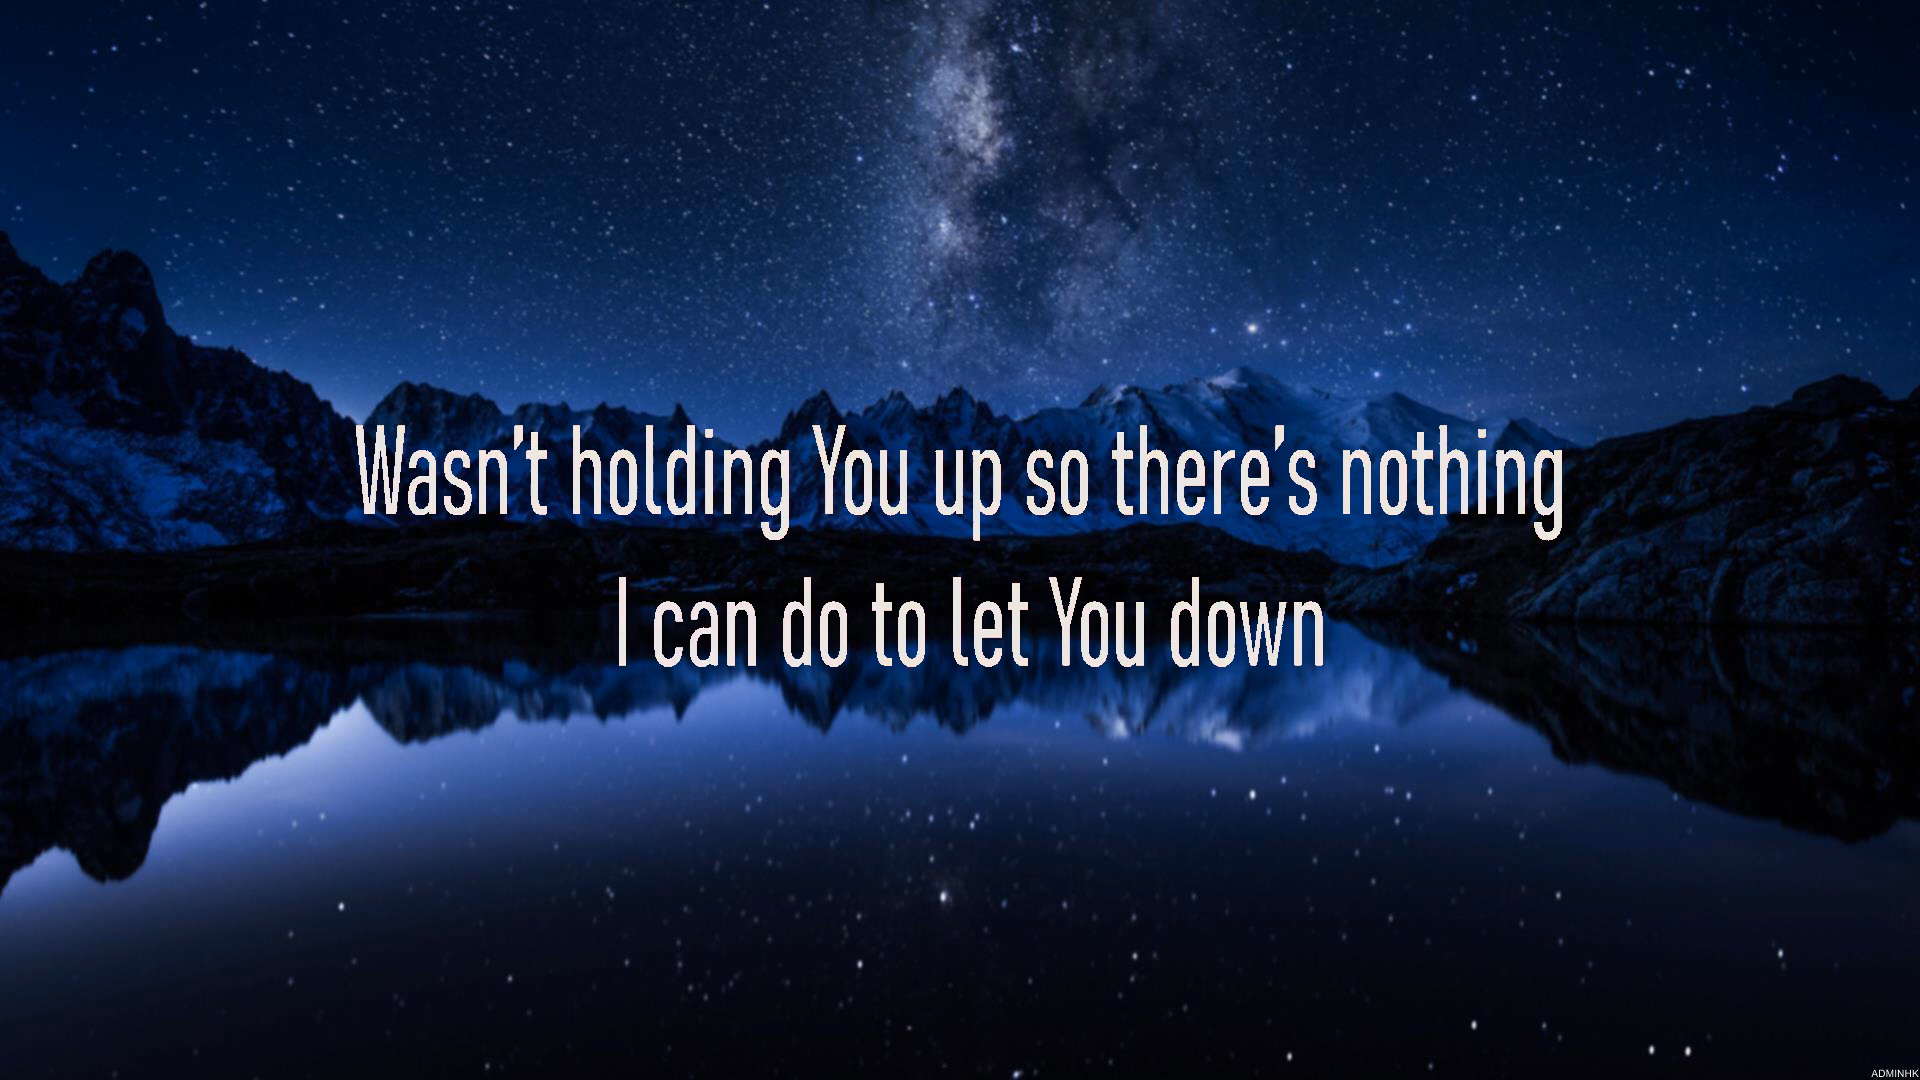 Wasn't holding You up so there's nothing
I can do to let You down
ADMINHK